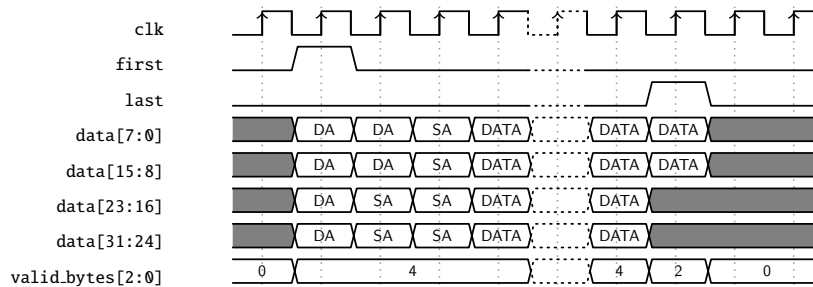 clk
first
last
data[7:0] DA DA SA DATA DATA DATA
data[15:8] DA DA SA DATA DATA DATA
data[23:16] DA SA SA DATA DATA
data[31:24] DA SA SA DATA DATA
valid_bytes[2:0] 0 4 4 2 0